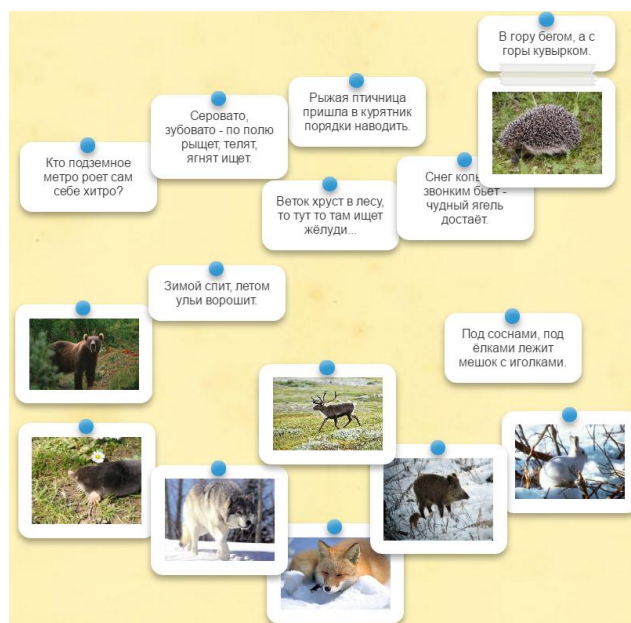 В гору бегом, а с
горы кувырком.
Рыжая птичница
пришла в курятник
порядки наводить.
Серовато,
зубовато - по полю
рыщет, телят,
ягнят ищет.
Кто подземное
метро роет сам
себе хитро?
Снег
звонким бьёт -
чудный ягель
достаёт.
Веток хруст в лесу,
то тут то там ищет
жёлуди...
Зимой спит, летом
ульи ворошит.
Под соснами, под
ёлками лежит
мешок с иголками.